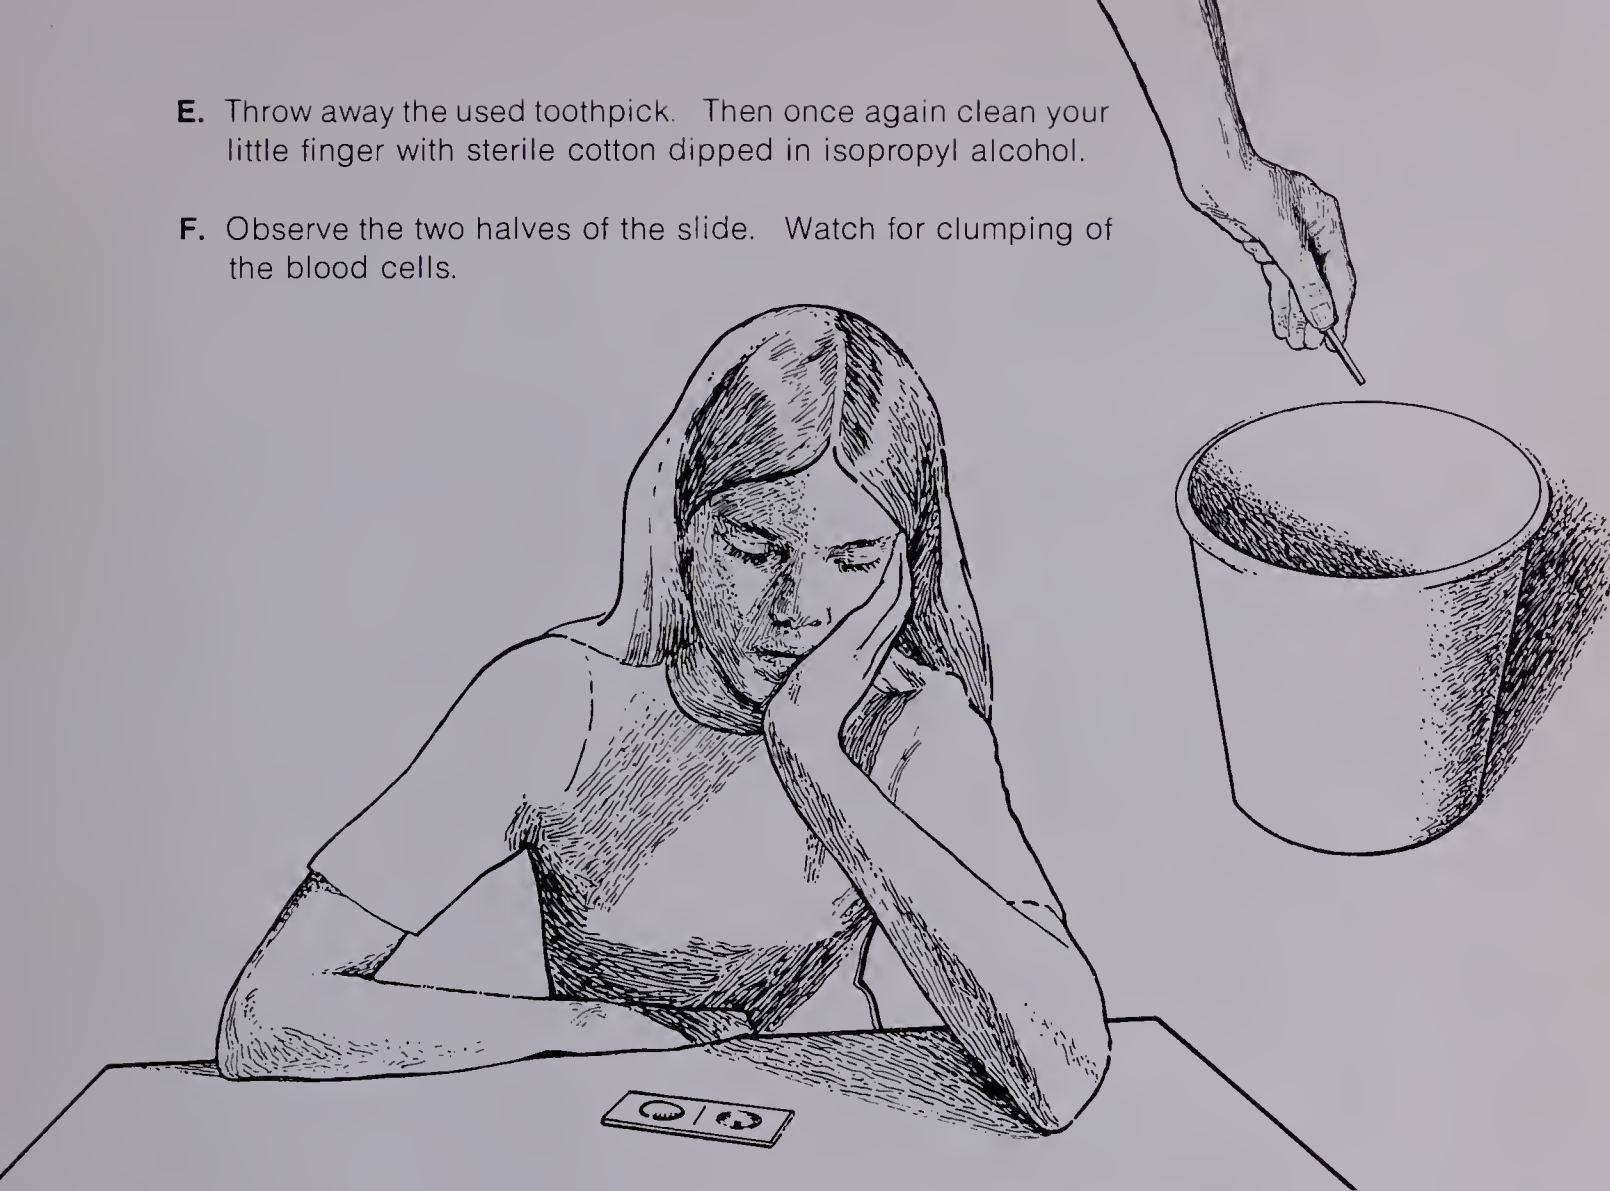 E. Throw away the used toothpick. Then once again clean your
little finger with sterile cotton dipped in isopropyl alcohol.
F. Observe the two halves of the slide. Watch for clumping of
the blood cells.